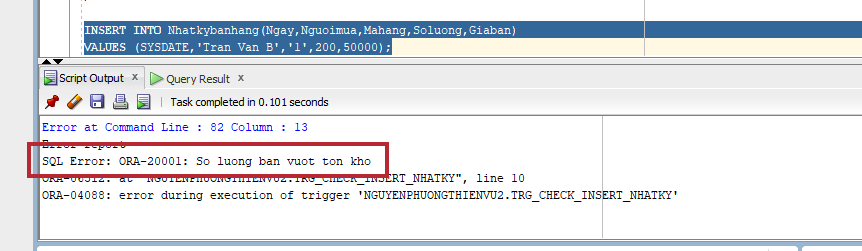 INSERT INTO Nhatkybanhang(Ngay,Nguoimua,Mahang,Soluong,Giaban)
VALUES (SYSDATE,'Tran Van B','1',200,50000);
Script Output x Query Result x
Task completed in 0.101 seconds
Error at Command Line : 82 Column : 13
Error report
SQL Error: ORA-20001: So luong ban vuot ton kho
ORA-06512: at "NGUYENPHUONGTHIENVU2.TRG_CHECK_INSERT_NHATKY", line 10
ORA-04088: error during execution of trigger 'NGUYENPHUONGTHIENVU2.TRG_CHECK_INSERT_NHATKY'